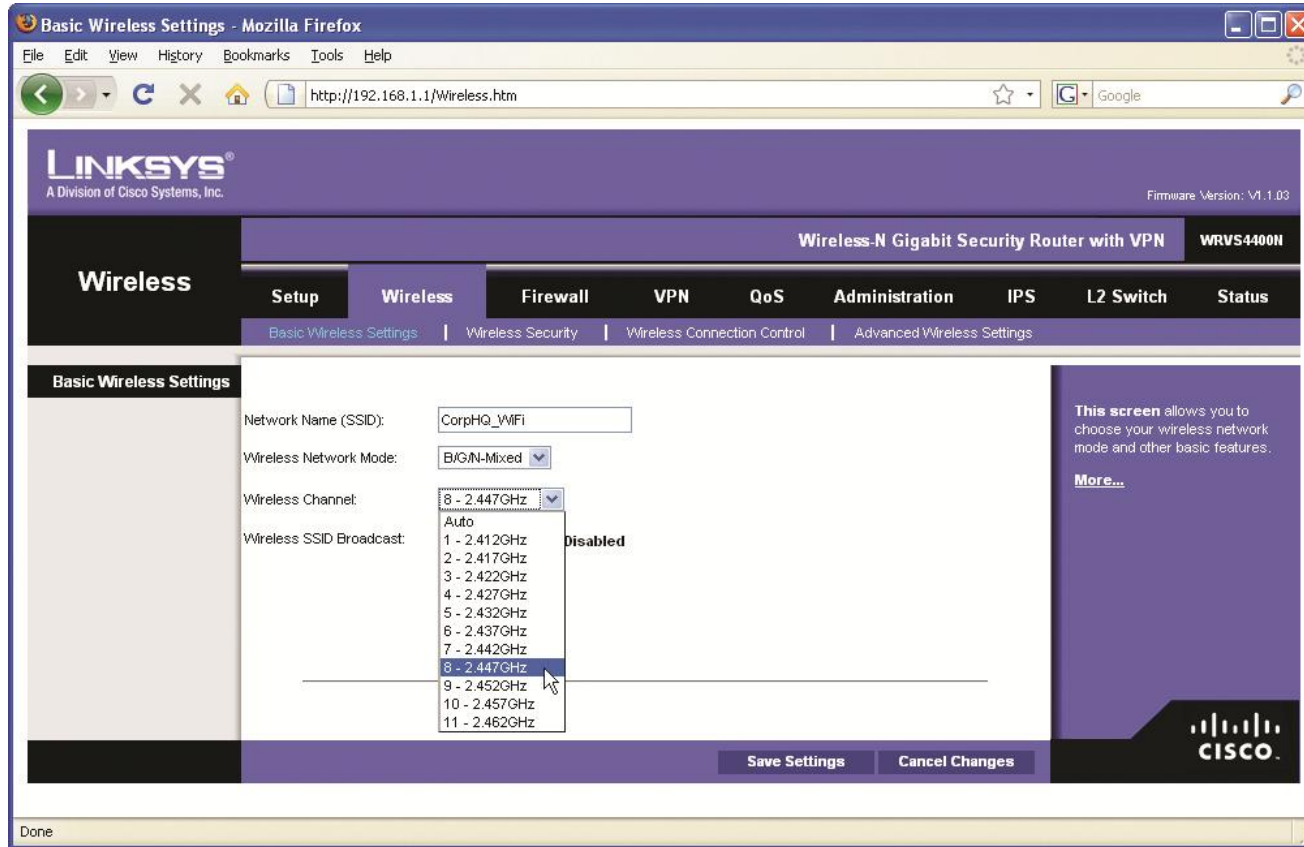 Basic Wireless Settings - Mozilla Firefox
File Edit View History Bookmarks Tools Help
http://192.168.1.1/Wireless.htm
G Google
LINKSYS®
A Division of Cisco Systems, Inc.
Firmware Version: V1.1.03
Wireless-N Gigabit Security Router with VPN WRVS4400N
Wireless
Setup Wireless Firewall VPN QoS Administration IPS L2 Switch Status
Basic Wireless Settings | Wireless Security | Wireless Connection Control | Advanced Wireless Settings
Basic Wireless Settings
Network Name (SSID): CorpHQ_WiFi
Wireless Network Mode: B/G/N-Mixed
Wireless Channel: 8 - 2.447GHz
Auto
Wireless SSID Broadcast: Disabled
1 - 2.412GHz
2 - 2.417GHz
3 - 2.422GHz
4 - 2.427GHz
5 - 2.432GHz
6 - 2.437GHz
7 - 2.442GHz
8 - 2.447GHz
9 - 2.452GHz
10 - 2.457GHz
11 - 2.462GHz
This screen allows you to
choose your wireless network
mode and other basic features.
More...
Save Settings Cancel Changes
CISCO.
Done